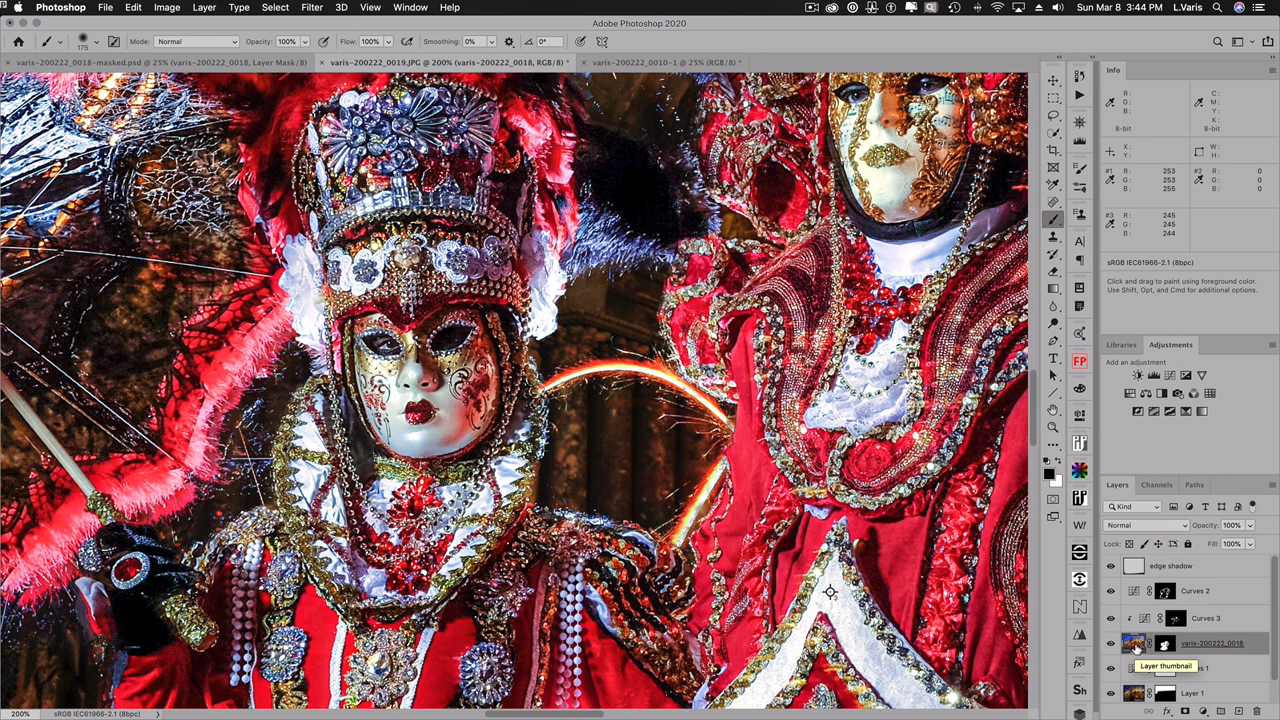 Photoshop File Edit Image Layer Type Select Filter 3D View Window Help Sun Mar 8 3:44 PM L.Varis
Adobe Photoshop 2020
175 Mode: Normal Opacity: 100% Flow: 100% Smoothing: 0% 0°
× varis-200222_0018-masked.psd @ 25% (varis-200222_0018, Layer Mask/8) × varis-200222_0019.JPG @ 200% (varis-200222_0018, RGB/8) * × varis-200222_0010-1 @ 25% (RGB/8) *
Info
R: C:
G: M:
B: Y:
K:
8-bit 8-bit
X: W:
Y: H:
#1 R: 253 #2 R: 0
G: 253 G: 0
B: 255 B: 0
#3 R: 245
G: 245
B: 244
sRGB IEC61966-2.1 (8bpc)
Click and drag to paint using foreground color.
Use Shift, Opt, and Cmd for additional options.
Libraries Adjustments
Add an adjustment
FP
W!
N
fx
Sh
Layers Channels Paths
Kind
Normal Opacity: 100%
Lock: Fill: 100%
edge shadow
Curves 2
Curves 3
varis-200222_0018
Layer thumbnail
Layer 1
200% sRGB IEC61966-2.1 (8bpc)